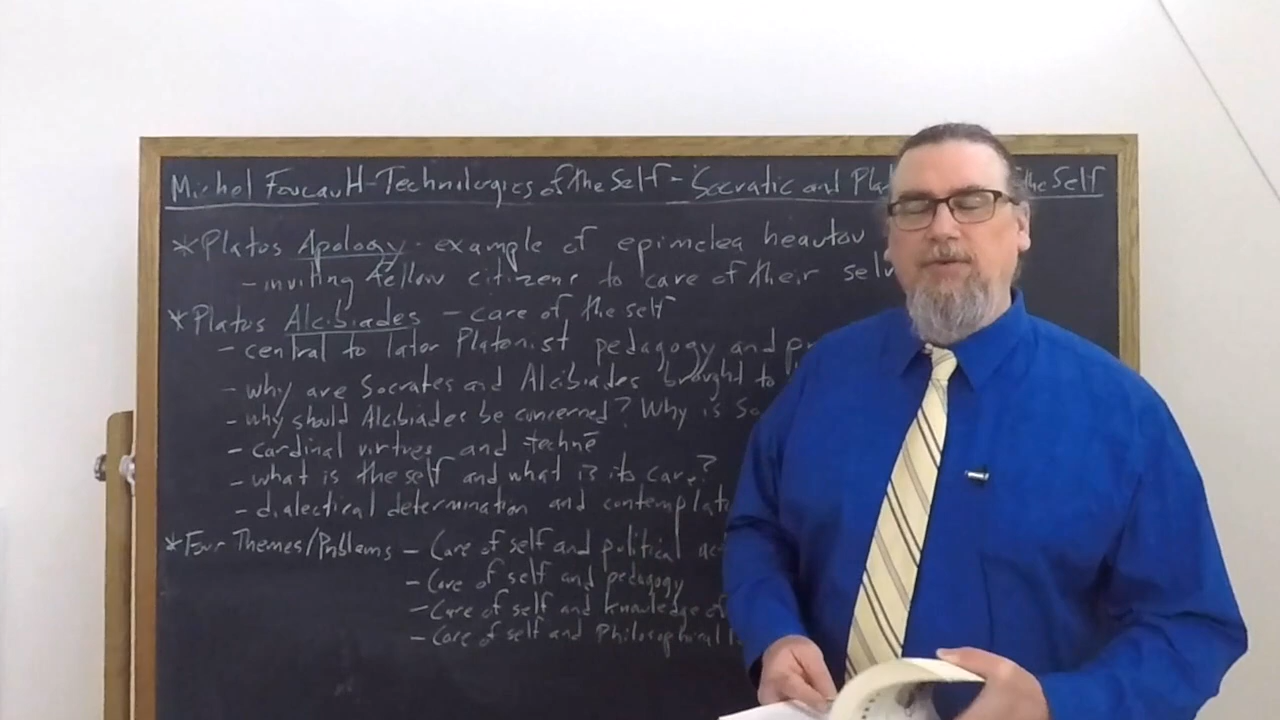 Michel Foucault - Technologies of the Self - Socratic and Pla the Self
* Platos Apology - example of epimelea heautou
- inviting fellow citizens to care of their selv
* Platos Alcibiades - care of the self
- central to later Platonist pedagogy and pr
- why are Socrates and Alcibiades brought to
- why should Alcibiades be concerned? Why is So
- cardinal virtues and technē
- what is the self and what is its care?
- dialectical determination and contemplat
* Four Themes/Problems - Care of self and political act
- Care of self and pedagogy
- Care of self and knowledge of
- Care of self and Philosophical